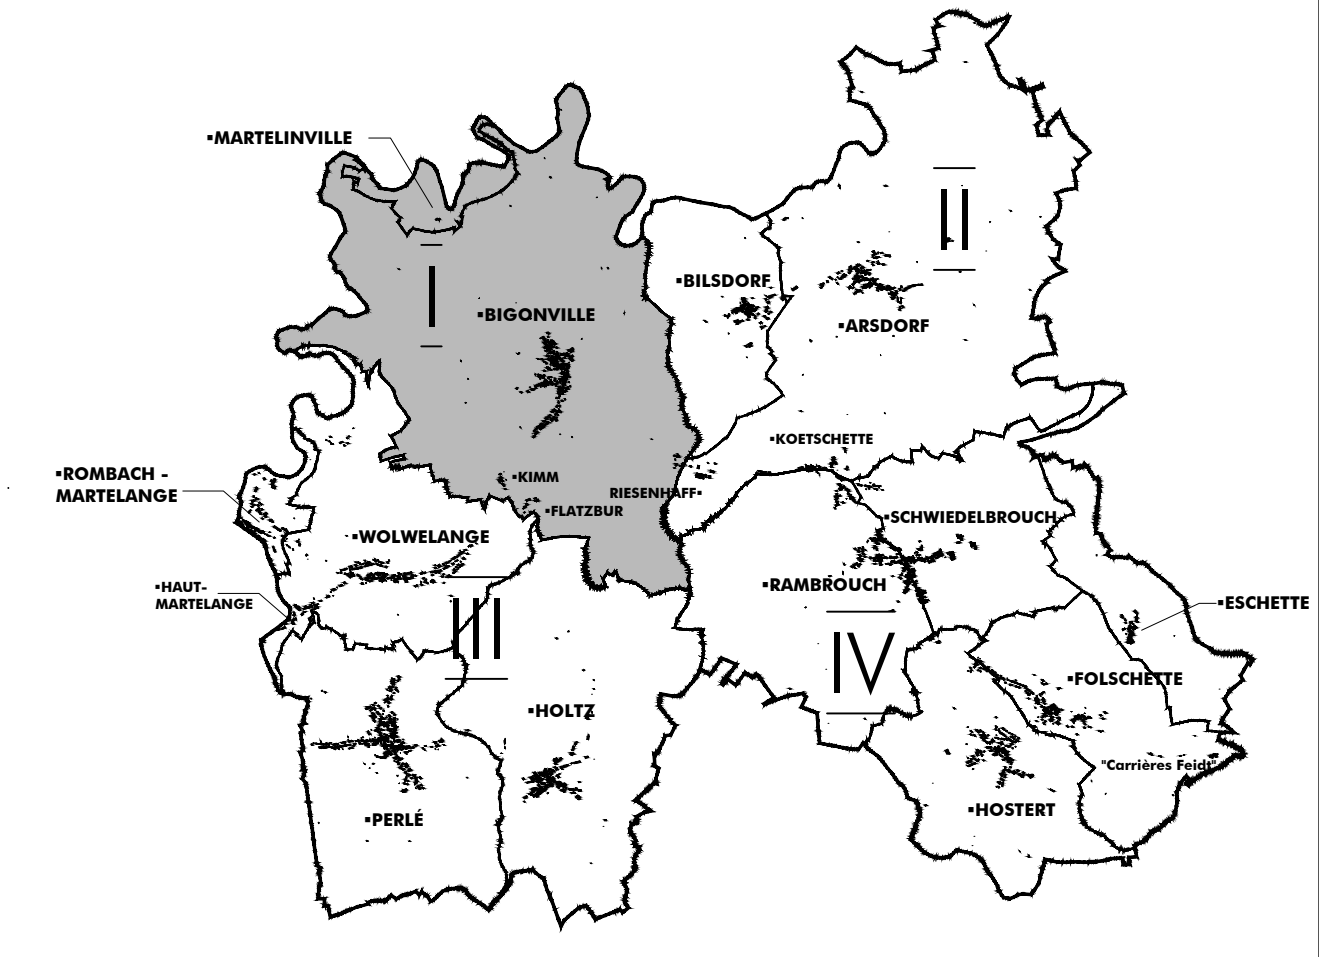 ▪MARTELINVILLE
II
I
▪BILSDORF
▪BIGONVILLE
▪ARSDORF
▪KOETSCHETTE
▪ROMBACH -
MARTELANGE
▪KIMM
RIESENHAFF▪
▪FLATZBUR
▪SCHWIEDELBROUCH
▪WOLWELANGE
▪HAUT-
MARTELANGE
▪RAMBROUCH
▪ESCHETTE
III
IV
▪FOLSCHETTE
▪HOLTZ
"Carrières Feidt"
▪HOSTERT
▪PERLÉ